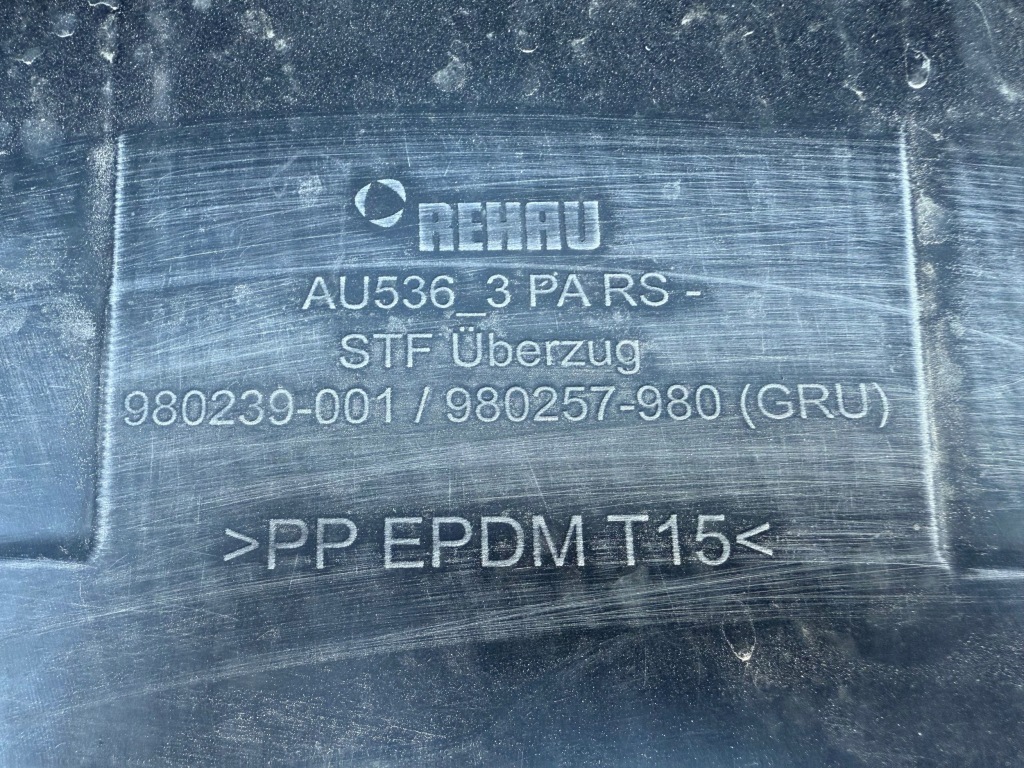 REHAU
AU536_3 PA RS -
STF Überzug
980239-001 / 980257-980 (GRU)
>PP EPDM T15<